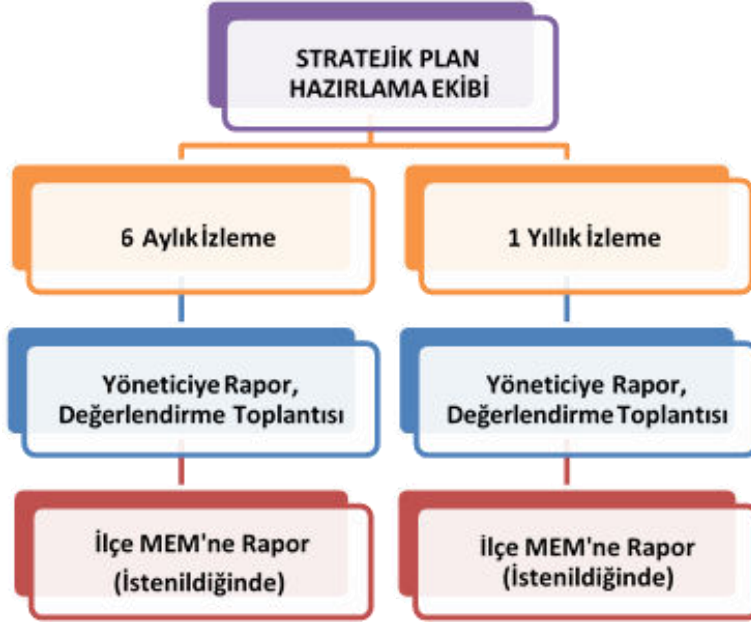 STRATEJİK PLAN
HAZIRLAMA EKİBİ
6 Aylık İzleme
1 Yıllık İzleme
Yöneticiye Rapor,
Değerlendirme Toplantısı
Yöneticiye Rapor,
Değerlendirme Toplantısı
İlçe MEM'ne Rapor
(İstenildiğinde)
İlçe MEM'ne Rapor
(İstenildiğinde)